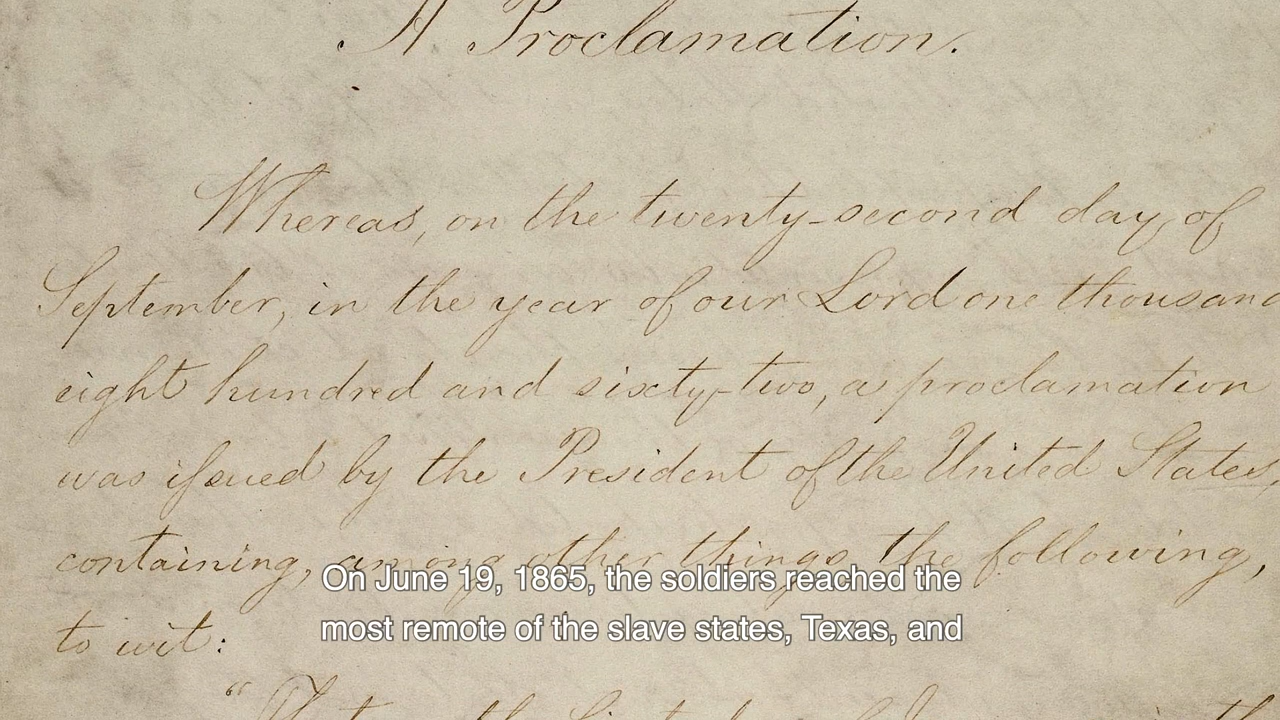 A Proclamation.
Whereas, on the twenty-second day of
September, in the year of our Lord one thousand
eight hundred and sixty-two, a proclamation
was issued by the President of the United States,
containing, among other things, the following,
to wit:
On June 19, 1865, the soldiers reached the
most remote of the slave states, Texas, and